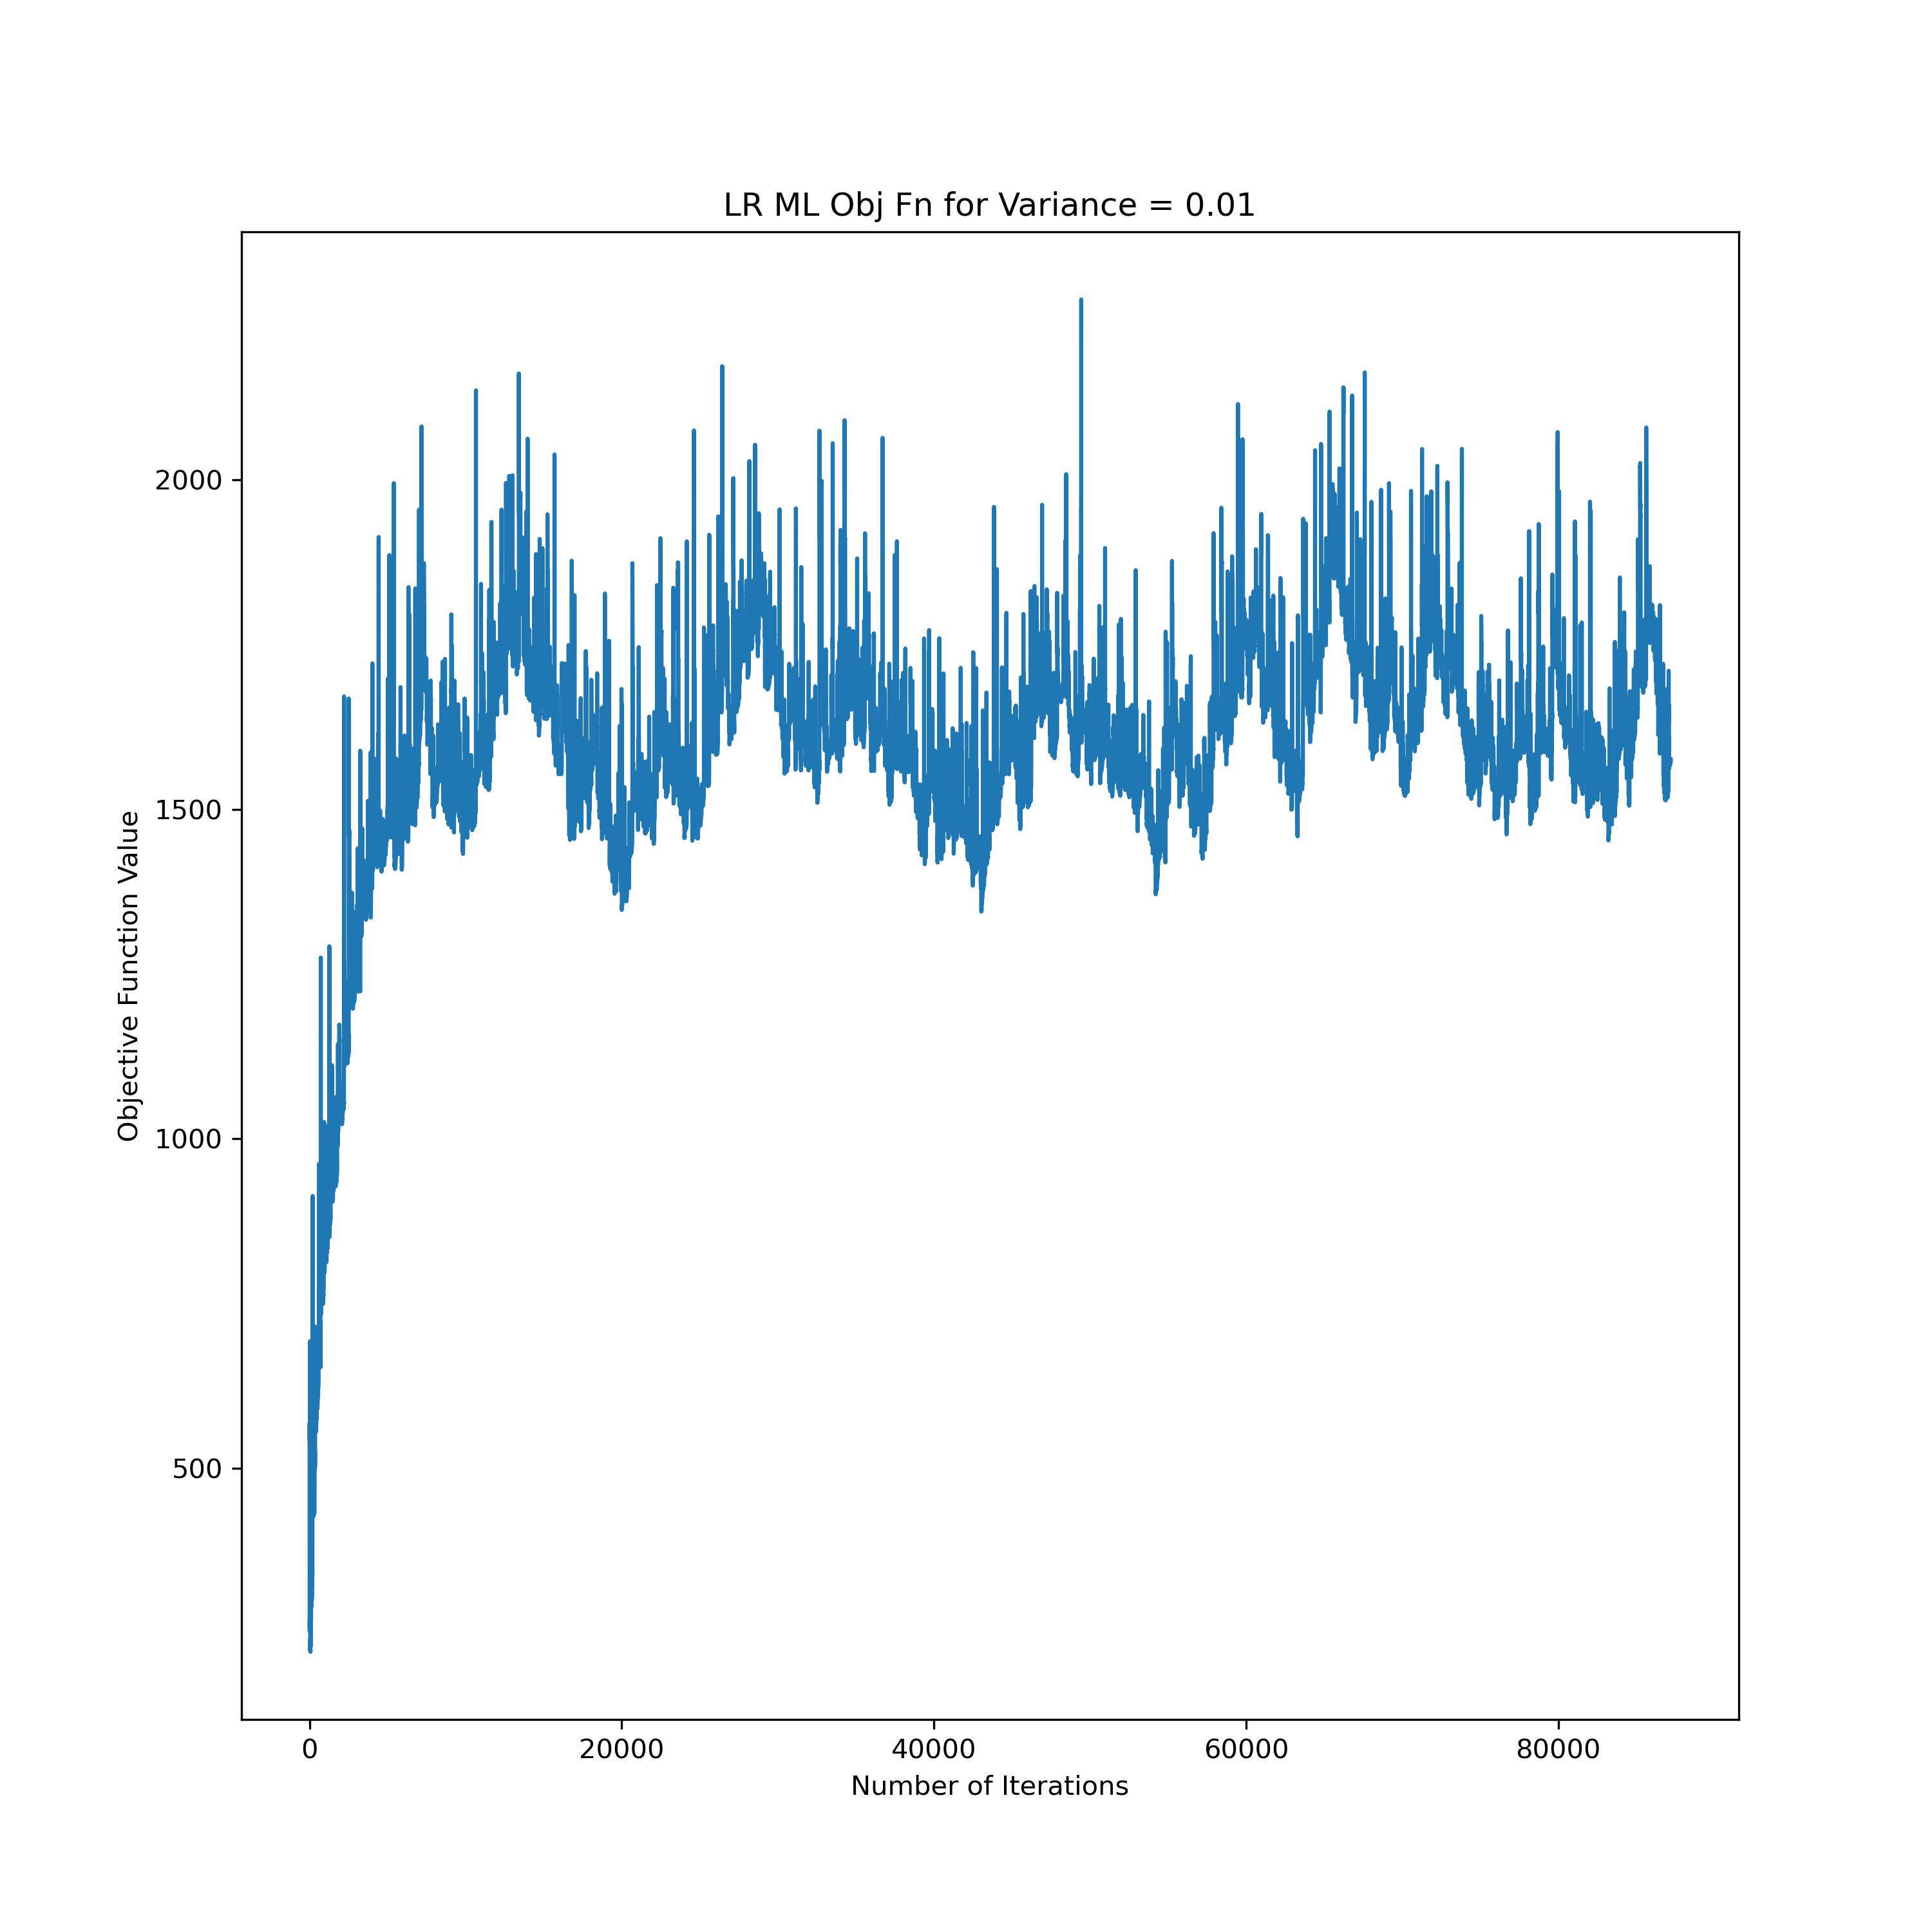 LR ML Obj Fn for Variance = 0.01
Objective Function Value
2000
1500
1000
500
0 20000 40000 60000 80000
Number of Iterations